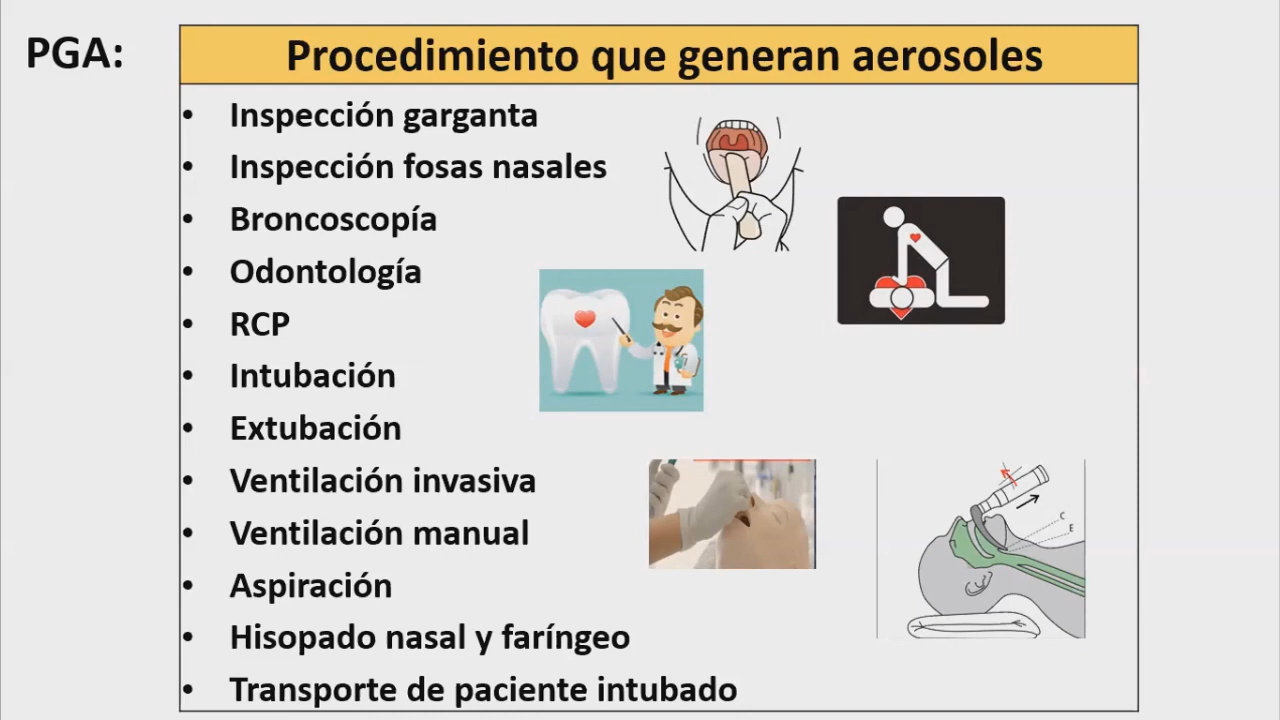 PGA:
Procedimiento que generan aerosoles
• Inspección garganta
• Inspección fosas nasales
• Broncoscopía
• Odontología
• RCP
• Intubación
• Extubación
• Ventilación invasiva
• Ventilación manual
• Aspiración
• Hisopado nasal y faríngeo
• Transporte de paciente intubado
C
E